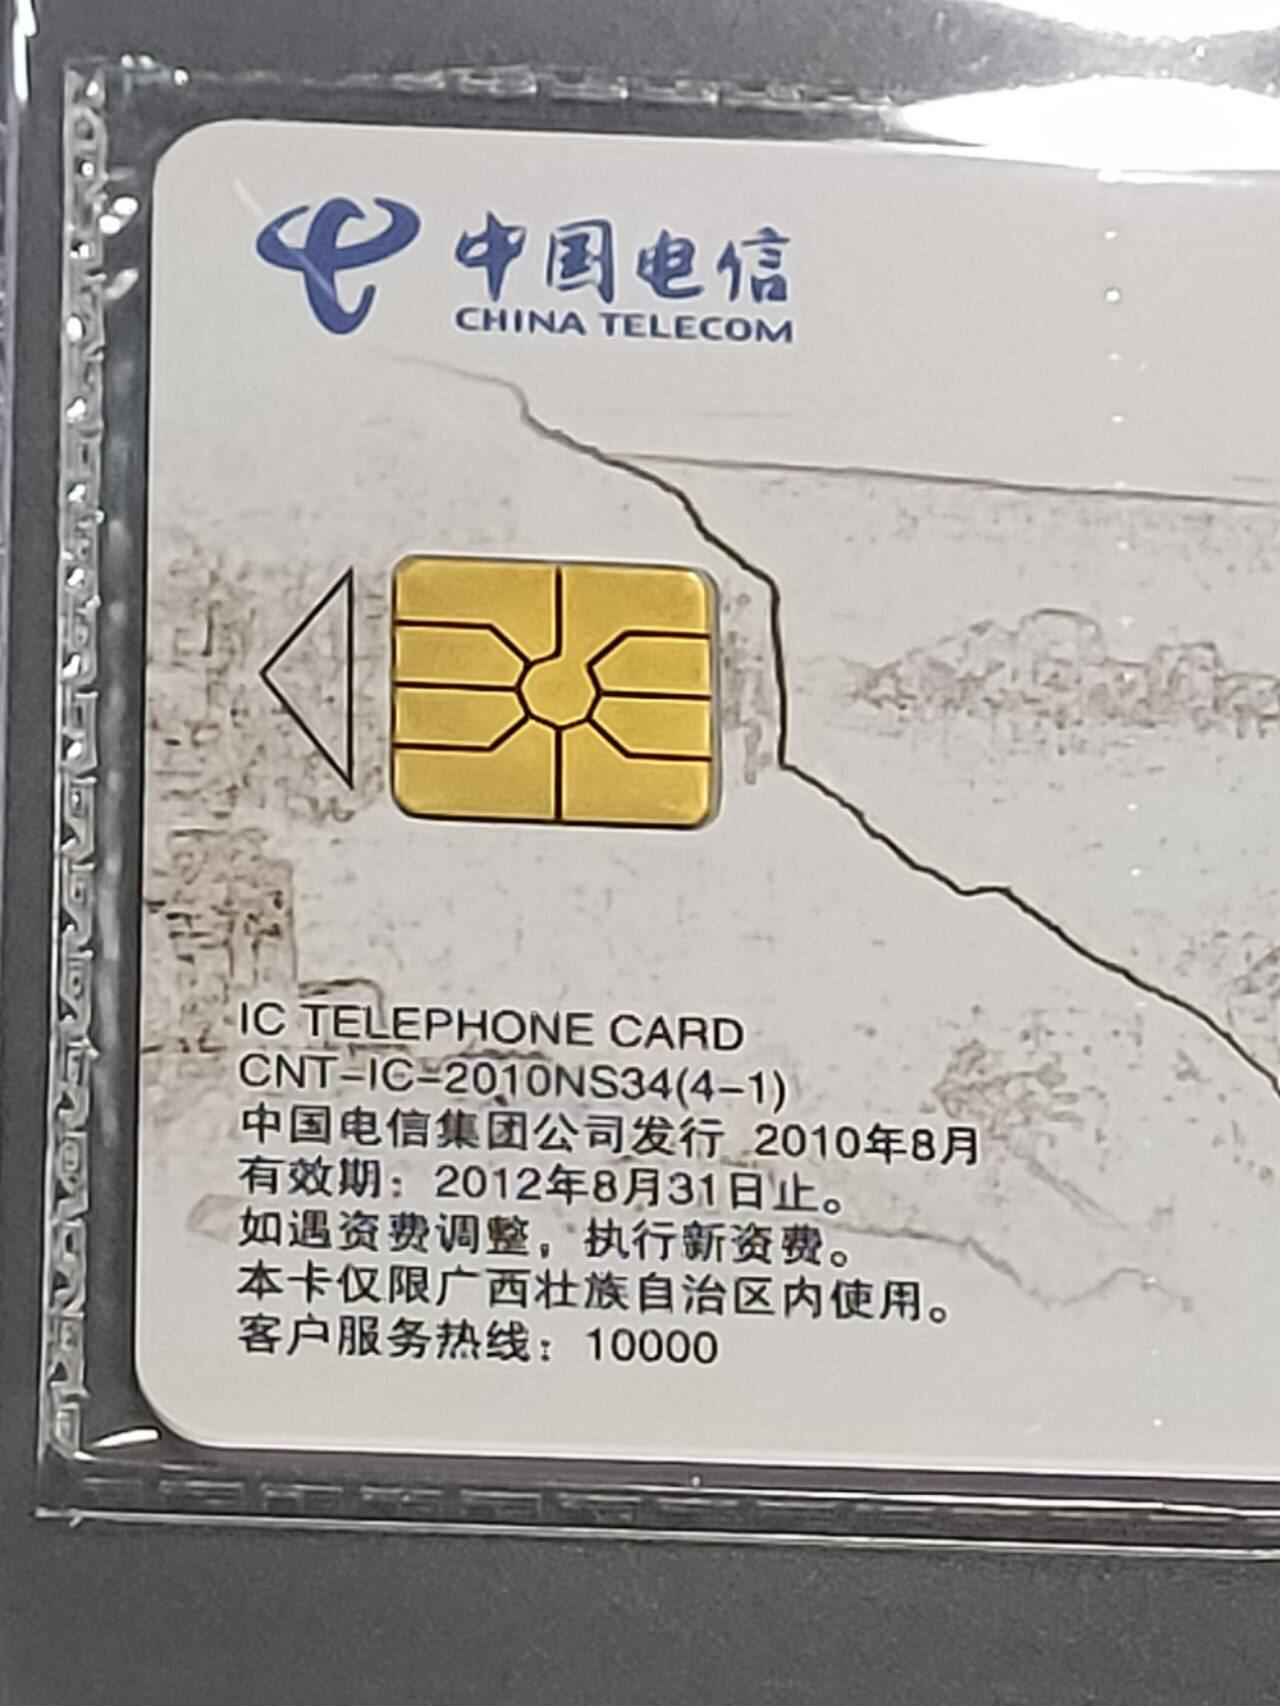 中国电信
CHINA TELECOM
IC TELEPHONE CARD
CNT-IC-2010NS34(4-1)
中国电信集团公司发行 2010年8月
有效期：2012年8月31日止。
如遇资费调整，执行新资费。
本卡仅限广西壮族自治区内使用。
客户服务热线：10000